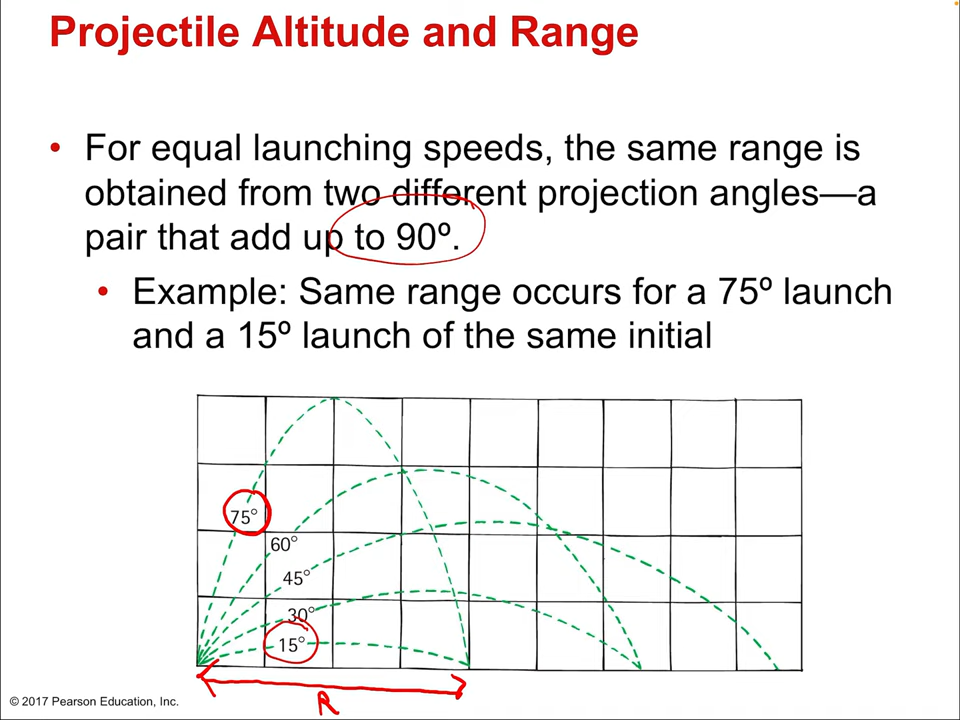 Projectile Altitude and Range
• For equal launching speeds, the same range is
obtained from two different projection angles—a
pair that add up to 90º.
• Example: Same range occurs for a 75º launch
and a 15º launch of the same initial
75°
60°
45°
30°
15°
R
© 2017 Pearson Education, Inc.